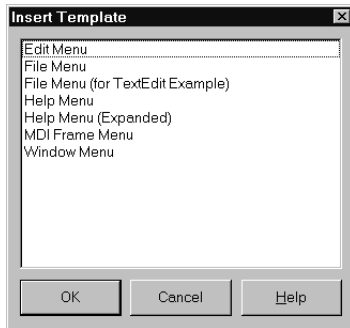 Insert Template
Edit Menu
File Menu
File Menu (for TextEdit Example)
Help Menu
Help Menu (Expanded)
MDI Frame Menu
Window Menu
OK Cancel Help